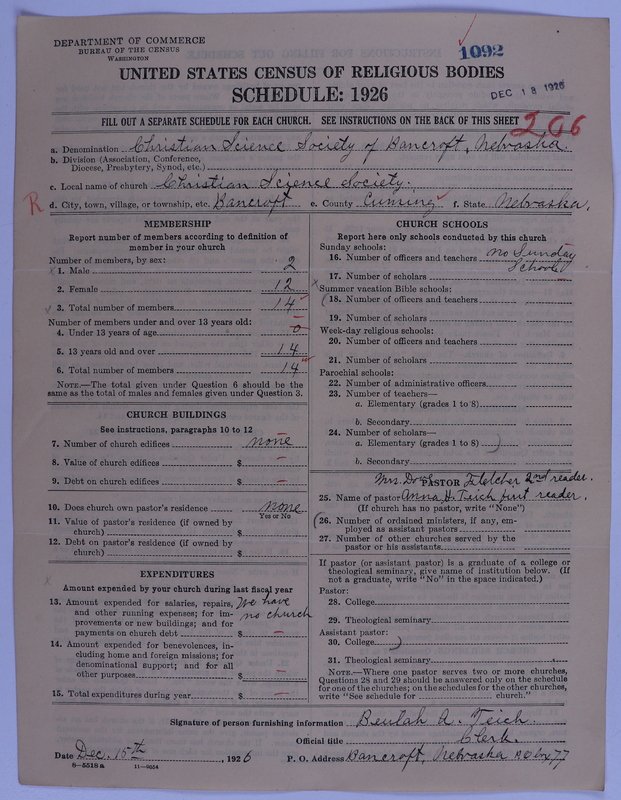 DEPARTMENT OF COMMERCE
BUREAU OF THE CENSUS
WASHINGTON
1092
UNITED STATES CENSUS OF RELIGIOUS BODIES
SCHEDULE: 1926
DEC 18 1926
FILL OUT A SEPARATE SCHEDULE FOR EACH CHURCH. SEE INSTRUCTIONS ON THE BACK OF THIS SHEET
266
a. Denomination Christian Science Society of Bancroft, Nebraska.
b. Division (Association, Conference,
Diocese, Presbytery, Synod, etc.)
c. Local name of church Christian Science Society.
R d. City, town, village, or township, etc. Bancroft e. County Cuming f. State Nebraska.
MEMBERSHIP
Report number of members according to definition of
member in your church
Number of members, by sex:
1. Male 2
2. Female 12
3. Total number of members 14
Number of members under and over 13 years old:
4. Under 13 years of age 0
5. 13 years old and over 14
6. Total number of members 14
NOTE.—The total given under Question 6 should be the
same as the total of males and females given under Question 3.
CHURCH BUILDINGS
See instructions, paragraphs 10 to 12
7. Number of church edifices none
8. Value of church edifices $ –
9. Debt on church edifices $ –
10. Does church own pastor's residence? none
Yes or No
11. Value of pastor's residence (if owned by
church) $
12. Debt on pastor's residence (if owned by
church) $
EXPENDITURES
Amount expended by your church during last fiscal year
13. Amount expended for salaries, repairs, We have
and other running expenses; for im- no church
provements or new buildings; and for
payments on church debt $ –
14. Amount expended for benevolences, in-
cluding home and foreign missions; for
denominational support; and for all
other purposes $ –
15. Total expenditures during year $ –
CHURCH SCHOOLS
Report here only schools conducted by this church
Sunday schools:
16. Number of officers and teachers no Sunday
School
17. Number of scholars –
Summer vacation Bible schools:
18. Number of officers and teachers
19. Number of scholars
Week-day religious schools:
20. Number of officers and teachers
21. Number of scholars
Parochial schools:
22. Number of administrative officers
23. Number of teachers—
a. Elementary (grades 1 to 8)
b. Secondary
24. Number of scholars—
a. Elementary (grades 1 to 8)
b. Secondary
Mrs. PASTOR Fletcher 2nd reader.
25. Name of pastor Anna H. Teich first reader.
(If church has no pastor, write "None")
26. Number of ordained ministers, if any, em-
ployed as assistant pastors
27. Number of other churches served by the
pastor or his assistants
If pastor (or assistant pastor) is a graduate of a college or
theological seminary, give name of institution below. (If
not a graduate, write "No" in the space indicated.)
Pastor:
28. College
29. Theological seminary
Assistant pastor:
30. College
31. Theological seminary
NOTE.—Where one pastor serves two or more churches,
Questions 28 and 29 should be answered only on the schedule
for one of the churches; on the schedules for the other churches,
write "See schedule for church."
Signature of person furnishing information Beulah A. Teich.
Official title Clerk.
Date Dec. 15th, 1926 P. O. Address Bancroft, Nebraska Box 77
8—5518a 11—9654